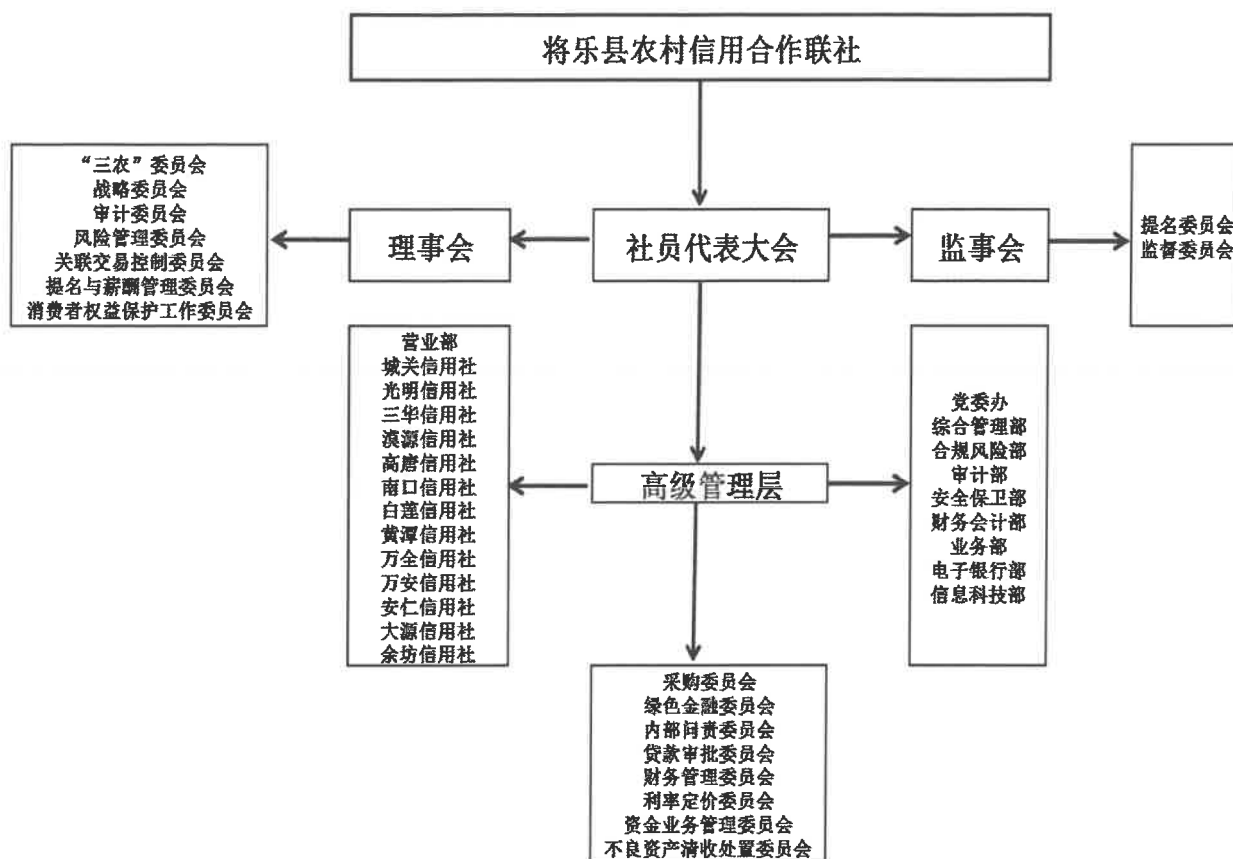 将乐县农村信用合作联社
“三农”委员会
战略委员会
审计委员会
风险管理委员会
关联交易控制委员会
提名与薪酬管理委员会
消费者权益保护工作委员会
理事会
社员代表大会
监事会
提名委员会
监督委员会
营业部
城关信用社
光明信用社
三华信用社
漠源信用社
高唐信用社
南口信用社
白莲信用社
黄潭信用社
万全信用社
万安信用社
安仁信用社
大源信用社
余坊信用社
高级管理层
党委办
综合管理部
合规风险部
审计部
安全保卫部
财务会计部
业务部
电子银行部
信息科技部
采购委员会
绿色金融委员会
内部问责委员会
贷款审批委员会
财务管理委员会
利率定价委员会
资金业务管理委员会
不良资产清收处置委员会